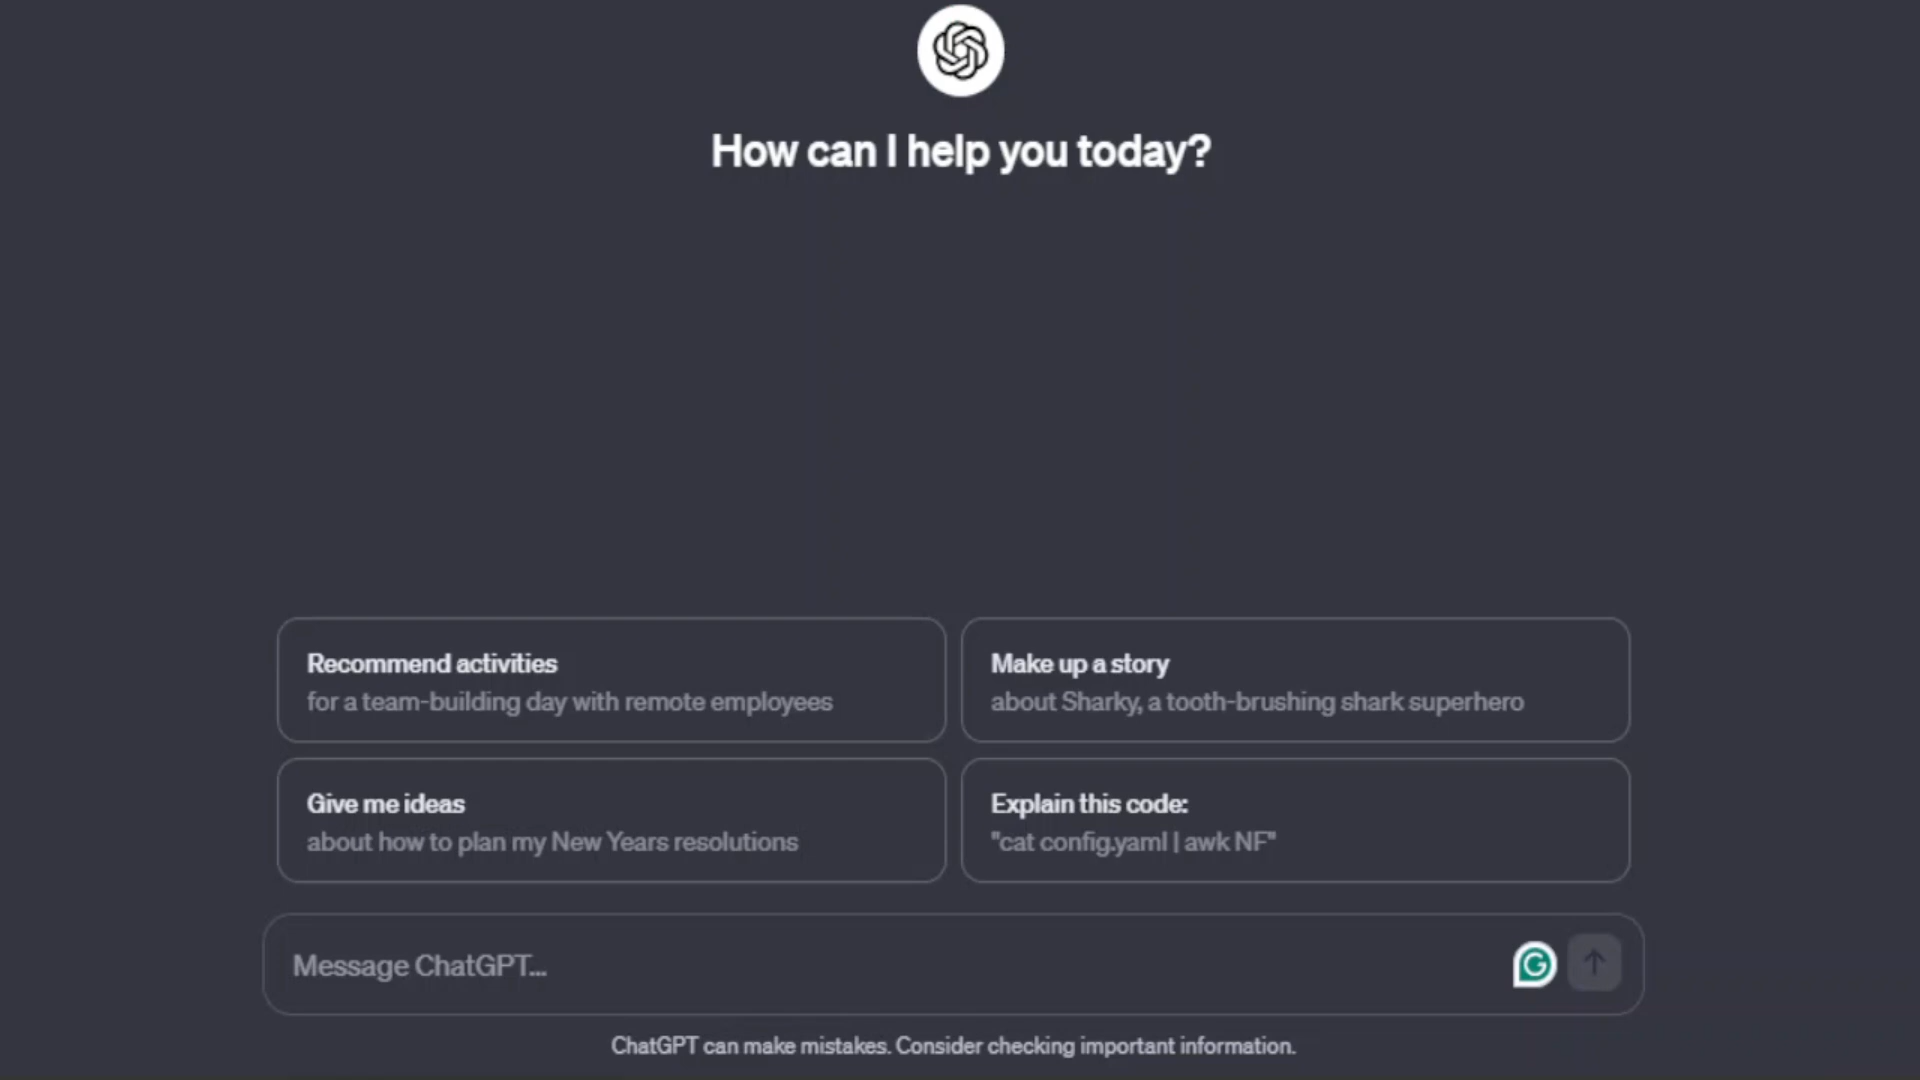 How can I help you today?
Recommend activities
for a team-building day with remote employees
Make up a story
about Sharky, a tooth-brushing shark superhero
Give me ideas
about how to plan my New Years resolutions
Explain this code:
"cat config.yaml | awk NF"
Message ChatGPT...
ChatGPT can make mistakes. Consider checking important information.